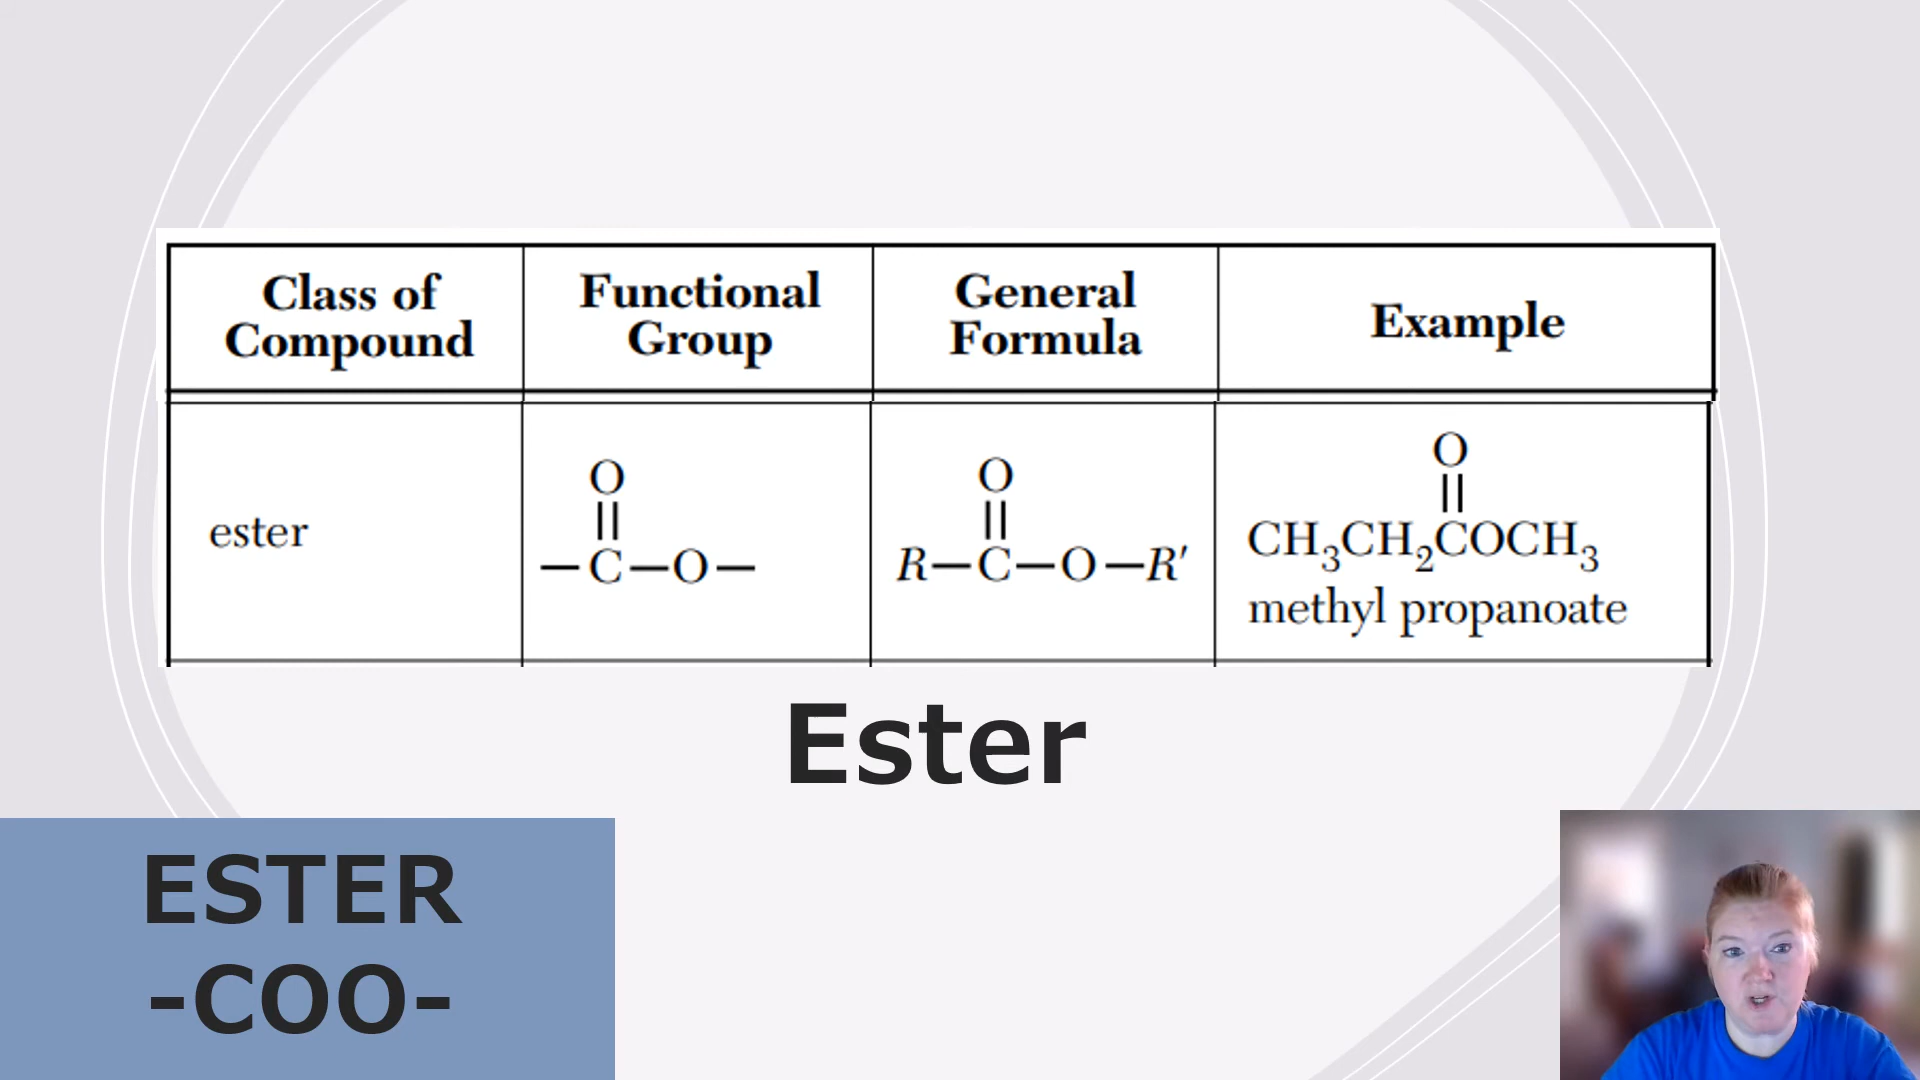 Class of
Compound
Functional
Group
General
Formula
Example
ester
O
||
—C—O—
O
||
R—C—O—R′
O
||
CH₃CH₂COCH₃
methyl propanoate
Ester
ESTER
-COO-